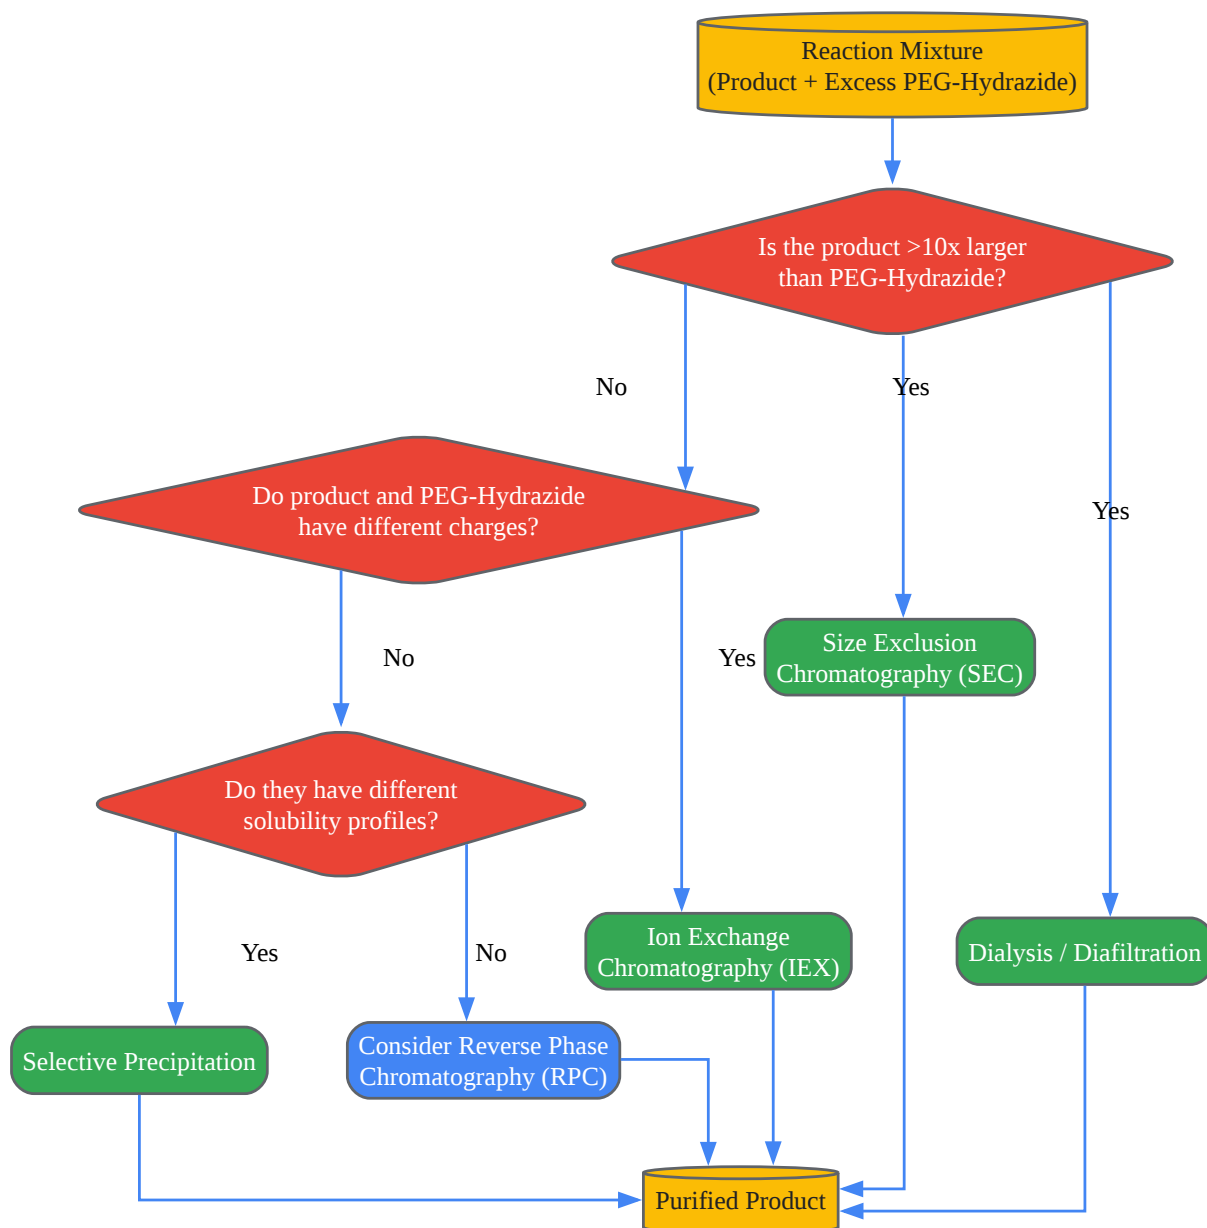 Reaction Mixture
(Product + Excess PEG-Hydrazide)
Is the product >10x larger
than PEG-Hydrazide?
No
Yes
Do product and PEG-Hydrazide
have different charges?
Yes
Size Exclusion
Chromatography (SEC)
No
Yes
Do they have different
solubility profiles?
Yes
No
Ion Exchange
Chromatography (IEX)
Dialysis / Diafiltration
Selective Precipitation
Consider Reverse Phase
Chromatography (RPC)
Purified Product